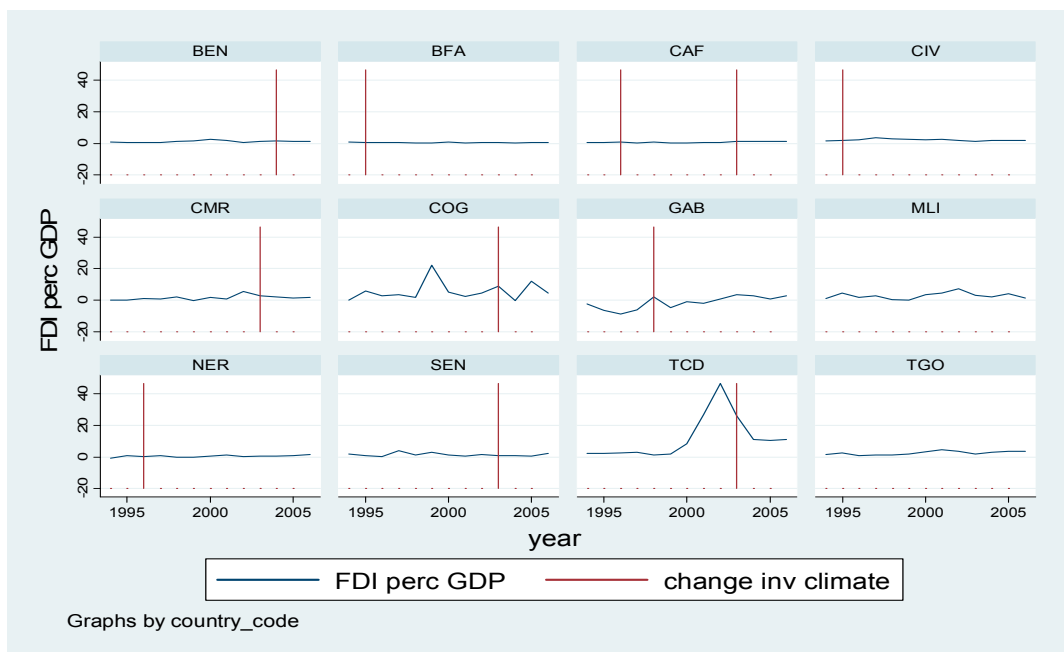 BEN BFA CAF CIV
40
20
0
-20
CMR COG GAB MLI
40
20
0
-20
NER SEN TCD TGO
40
20
0
-20
FDI perc GDP
1995 2000 2005 1995 2000 2005 1995 2000 2005 1995 2000 2005
year
FDI perc GDP change inv climate
Graphs by country_code